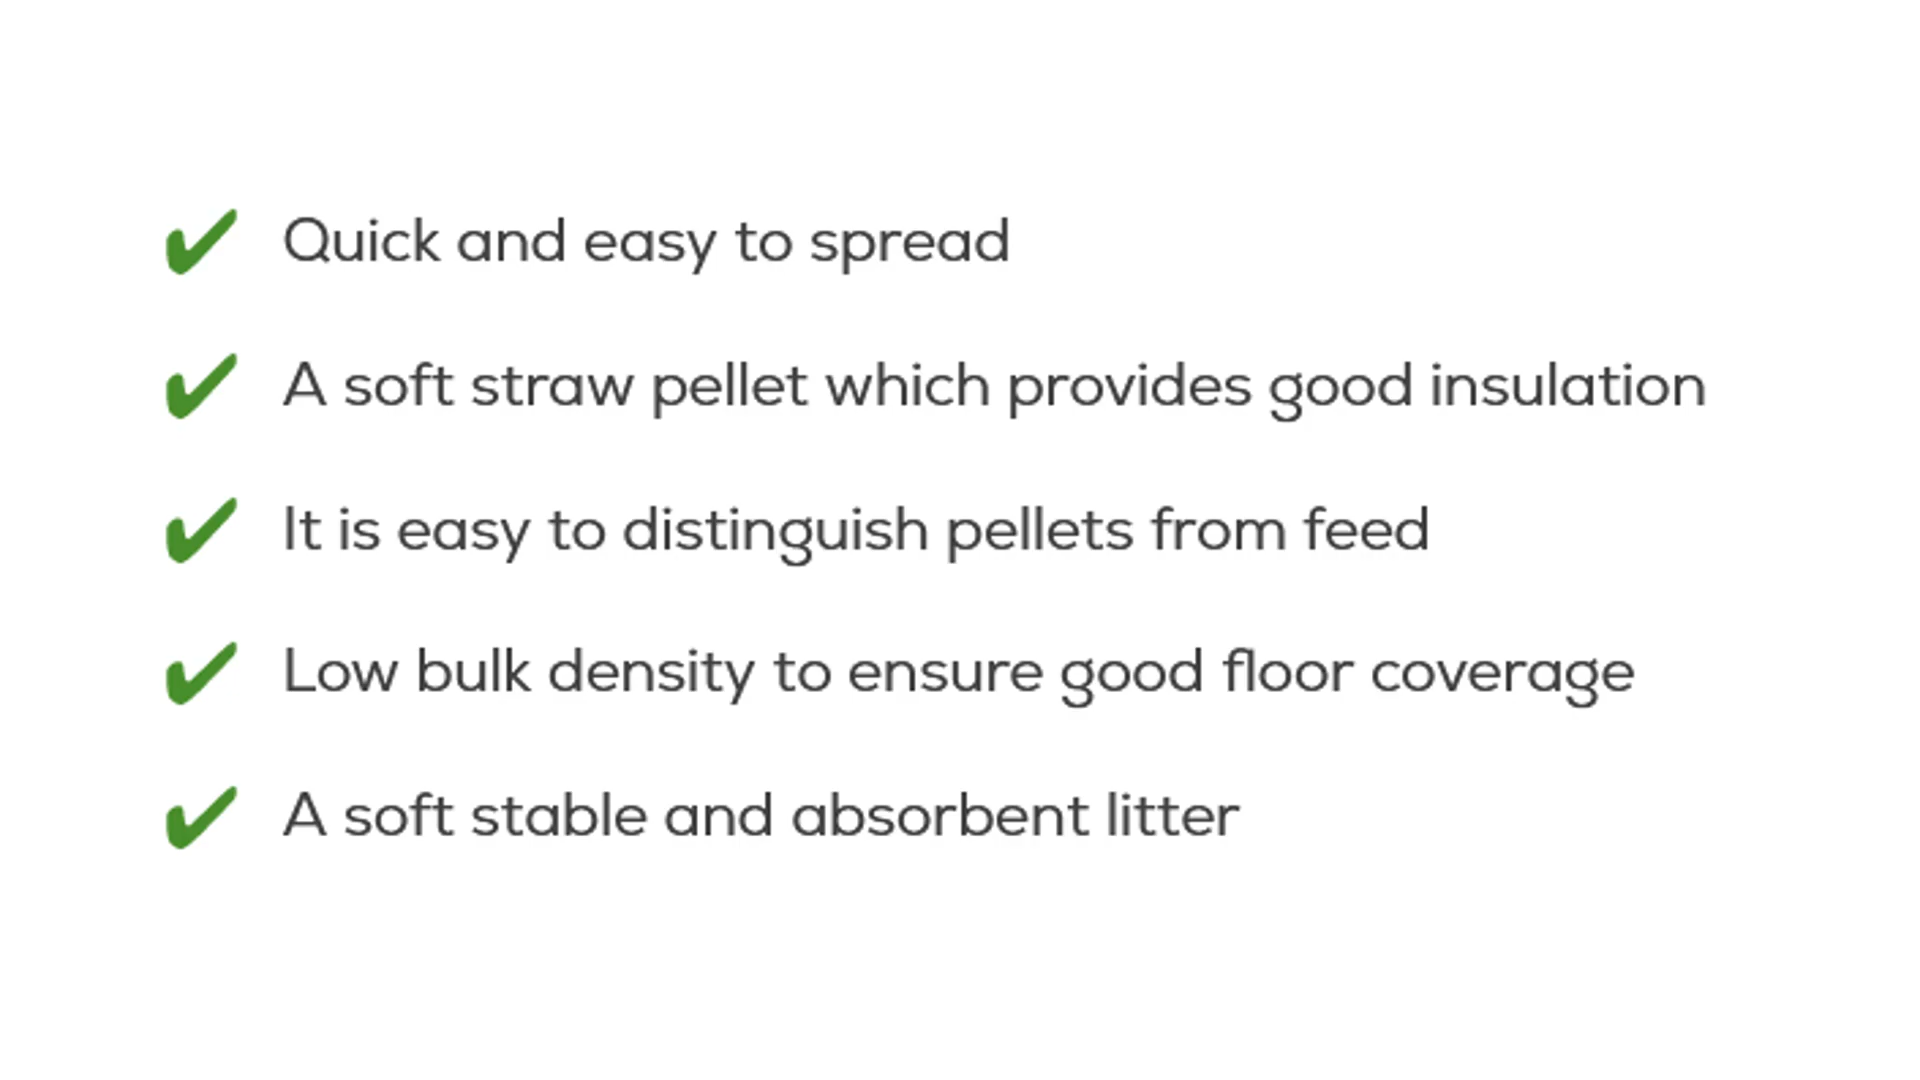 Quick and easy to spread
A soft straw pellet which provides good insulation
It is easy to distinguish pellets from feed
Low bulk density to ensure good floor coverage
A soft stable and absorbent litter